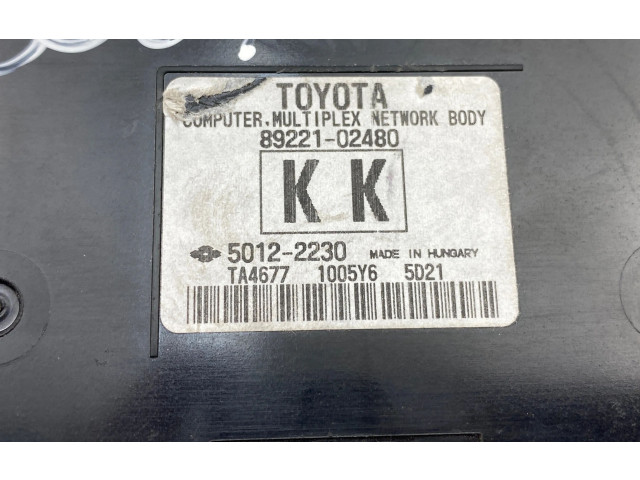 TOYOTA
COMPUTER.MULTIPLEX NETWORK BODY
89221-02480
K K
5012-2230 MADE IN HUNGARY
TA4677 1005Y6 5D21